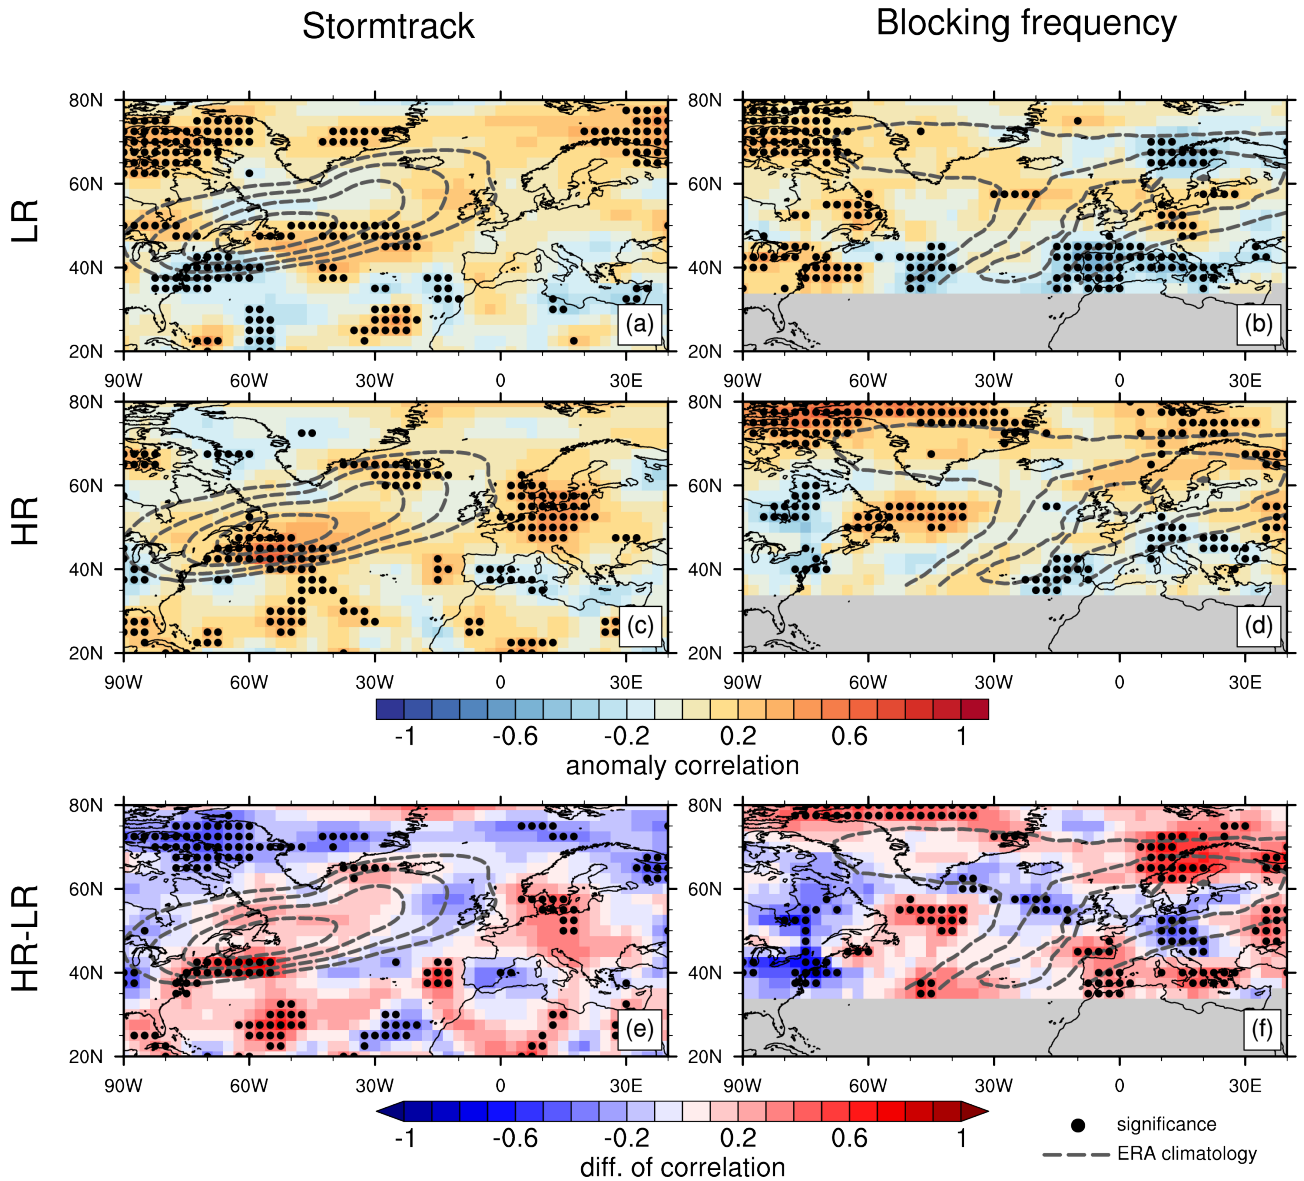 Stormtrack
Blocking frequency
LR
80N
60N
40N
20N
90W 60W 30W 0 30E
(a)
80N
60N
40N
20N
90W 60W 30W 0 30E
(b)
HR
80N
60N
40N
20N
90W 60W 30W 0 30E
(c)
80N
60N
40N
20N
90W 60W 30W 0 30E
(d)
-1 -0.6 -0.2 0.2 0.6 1
anomaly correlation
HR-LR
80N
60N
40N
20N
90W 60W 30W 0 30E
(e)
80N
60N
40N
20N
90W 60W 30W 0 30E
(f)
-1 -0.6 -0.2 0.2 0.6 1
diff. of correlation
significance
ERA climatology